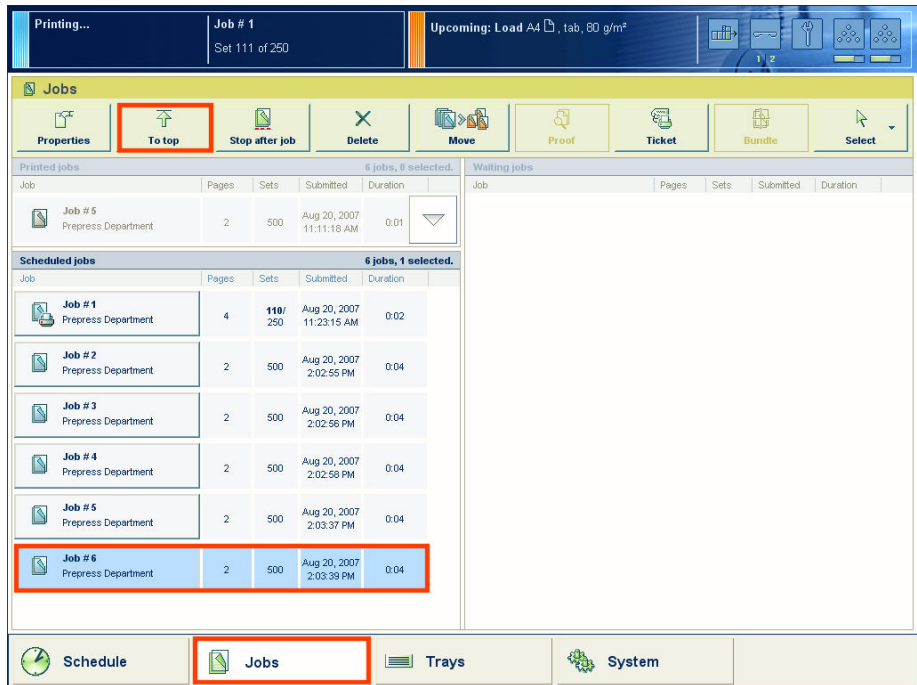 Printing...
Job # 1
Set 111 of 250
Upcoming: Load A4 , tab, 80 g/m²
1 2
Jobs
Properties
To top
Stop after job
Delete
Move
Proof
Ticket
Bundle
Select
Printed jobs 6 jobs, 0 selected.
Job Pages Sets Submitted Duration
Job # 5
Prepress Department
2 500 Aug 20, 2007
11:11:18 AM 0:01
Waiting jobs
Job Pages Sets Submitted Duration
Scheduled jobs 6 jobs, 1 selected.
Job Pages Sets Submitted Duration
Job # 1
Prepress Department
4 110/
250
Aug 20, 2007
11:23:15 AM
0:02
Job # 2
Prepress Department
2 500 Aug 20, 2007
2:02:55 PM 0:04
Job # 3
Prepress Department
2 500 Aug 20, 2007
2:02:56 PM 0:04
Job # 4
Prepress Department
2 500 Aug 20, 2007
2:02:58 PM 0:04
Job # 5
Prepress Department
2 500 Aug 20, 2007
2:03:37 PM 0:04
Job # 6
Prepress Department
2 500 Aug 20, 2007
2:03:39 PM 0:04
Schedule
Jobs
Trays
System